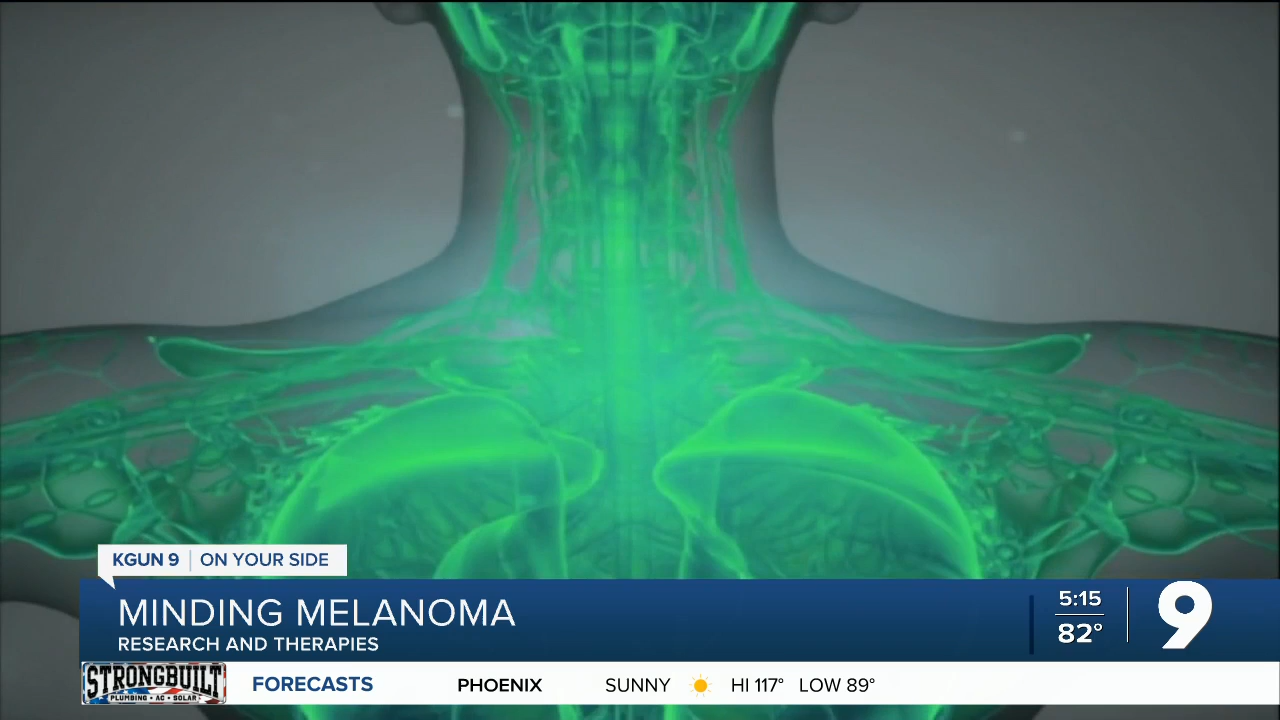 KGUN 9 | ON YOUR SIDE
MINDING MELANOMA
RESEARCH AND THERAPIES
5:15
82°
9
STRONGBUILT
PLUMBING • AC • SOLAR
FORECASTS PHOENIX SUNNY HI 117° LOW 89°